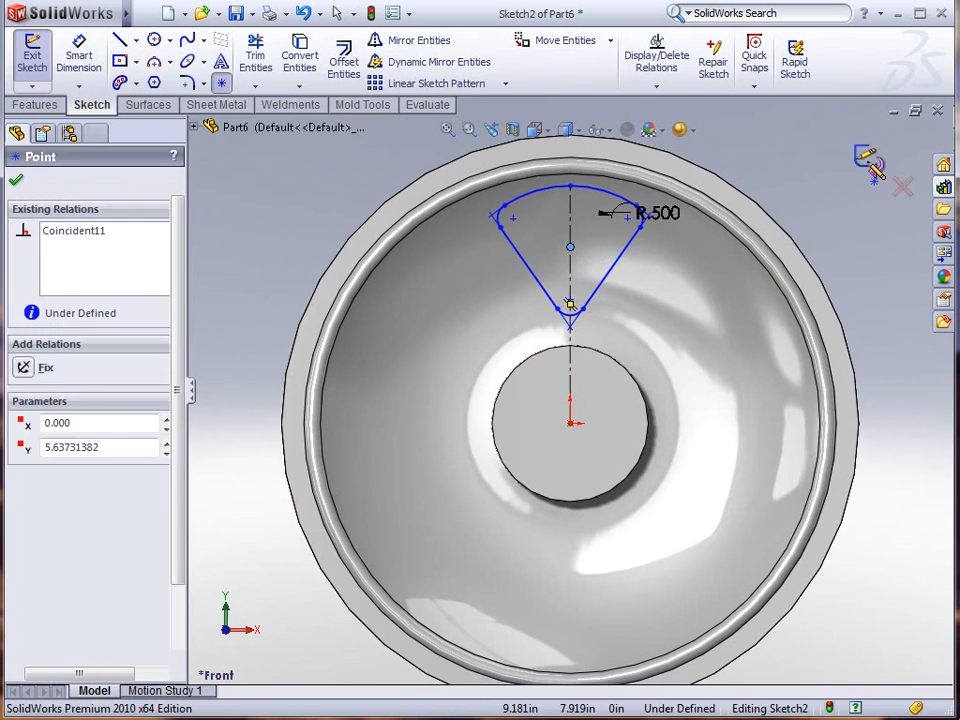 SolidWorks
Sketch2 of Part6 *
SolidWorks Search
Exit Sketch
Smart Dimension
Trim Entities
Convert Entities
Offset Entities
Mirror Entities
Dynamic Mirror Entities
Linear Sketch Pattern
Move Entities
Display/Delete Relations
Repair Sketch
Quick Snaps
Rapid Sketch
Features
Sketch
Surfaces
Sheet Metal
Weldments
Mold Tools
Evaluate
Part6 (Default<<Default>_...
Point
?
Existing Relations
Coincident11
Under Defined
Add Relations
Fix
Parameters
X 0.000
Y 5.63731382
R.500
Y
X
*Front
Model
Motion Study 1
SolidWorks Premium 2010 x64 Edition
9.181in 7.919in 0in Under Defined Editing Sketch2